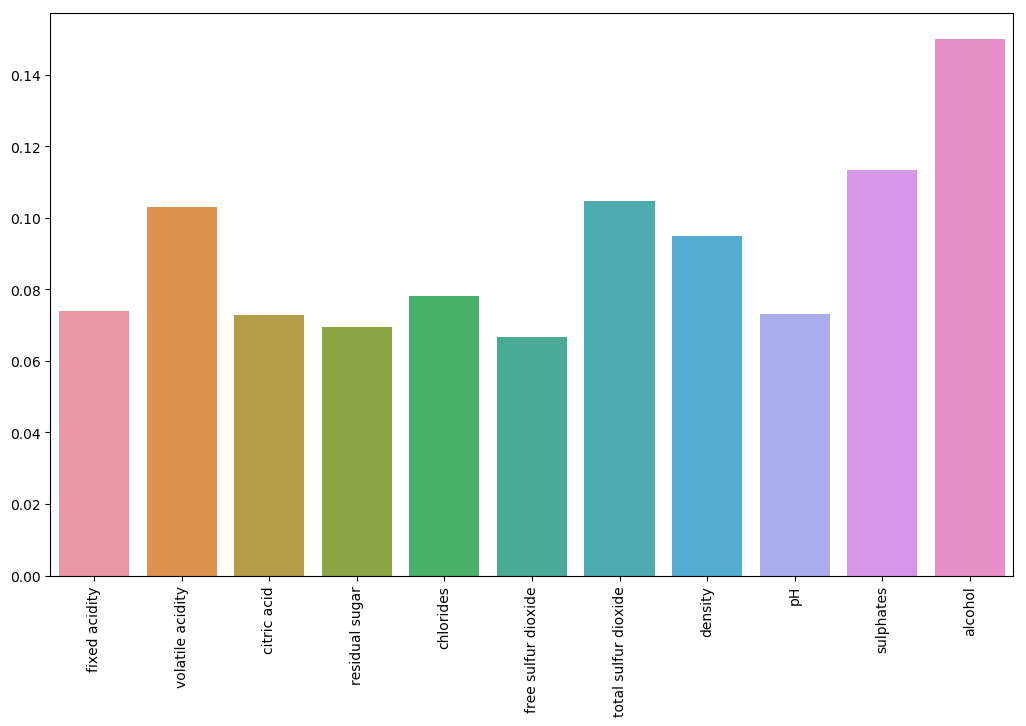 0.14
0.12
0.10
0.08
0.06
0.04
0.02
0.00
fixed acidity
volatile acidity
citric acid
residual sugar
chlorides
free sulfur dioxide
total sulfur dioxide
density
pH
sulphates
alcohol